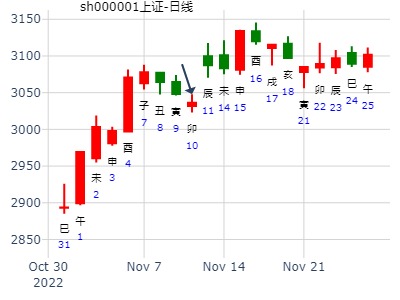 sh000001上证-日线
3150
3100
3050
3000
2950
2900
2850
巳
31
午
1
未
2
申
3
酉
4
子
7
丑
8
寅
9
卯
10
辰
11
未
14
申
15
酉
16
戌
17
亥
18
寅
21
卯
22
辰
23
巳
24
午
25
Oct 30
2022
Nov 7
Nov 14
Nov 21